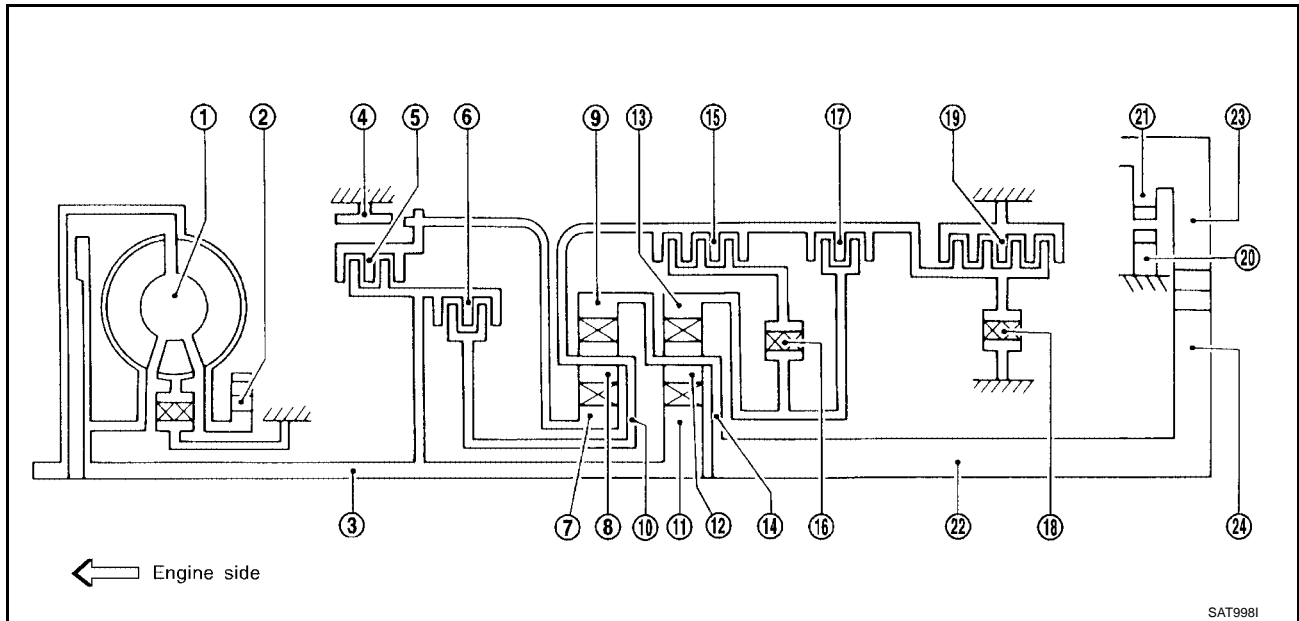 ① ② ④ ⑤ ⑥ ⑨ ⑬ ⑮ ⑰ ⑲ ㉑ ㉓
⑳
③ ⑦ ⑧ ⑩ ⑪ ⑫ ⑭ ⑯ ㉒ ⑱ ㉔
Engine side
SAT998I